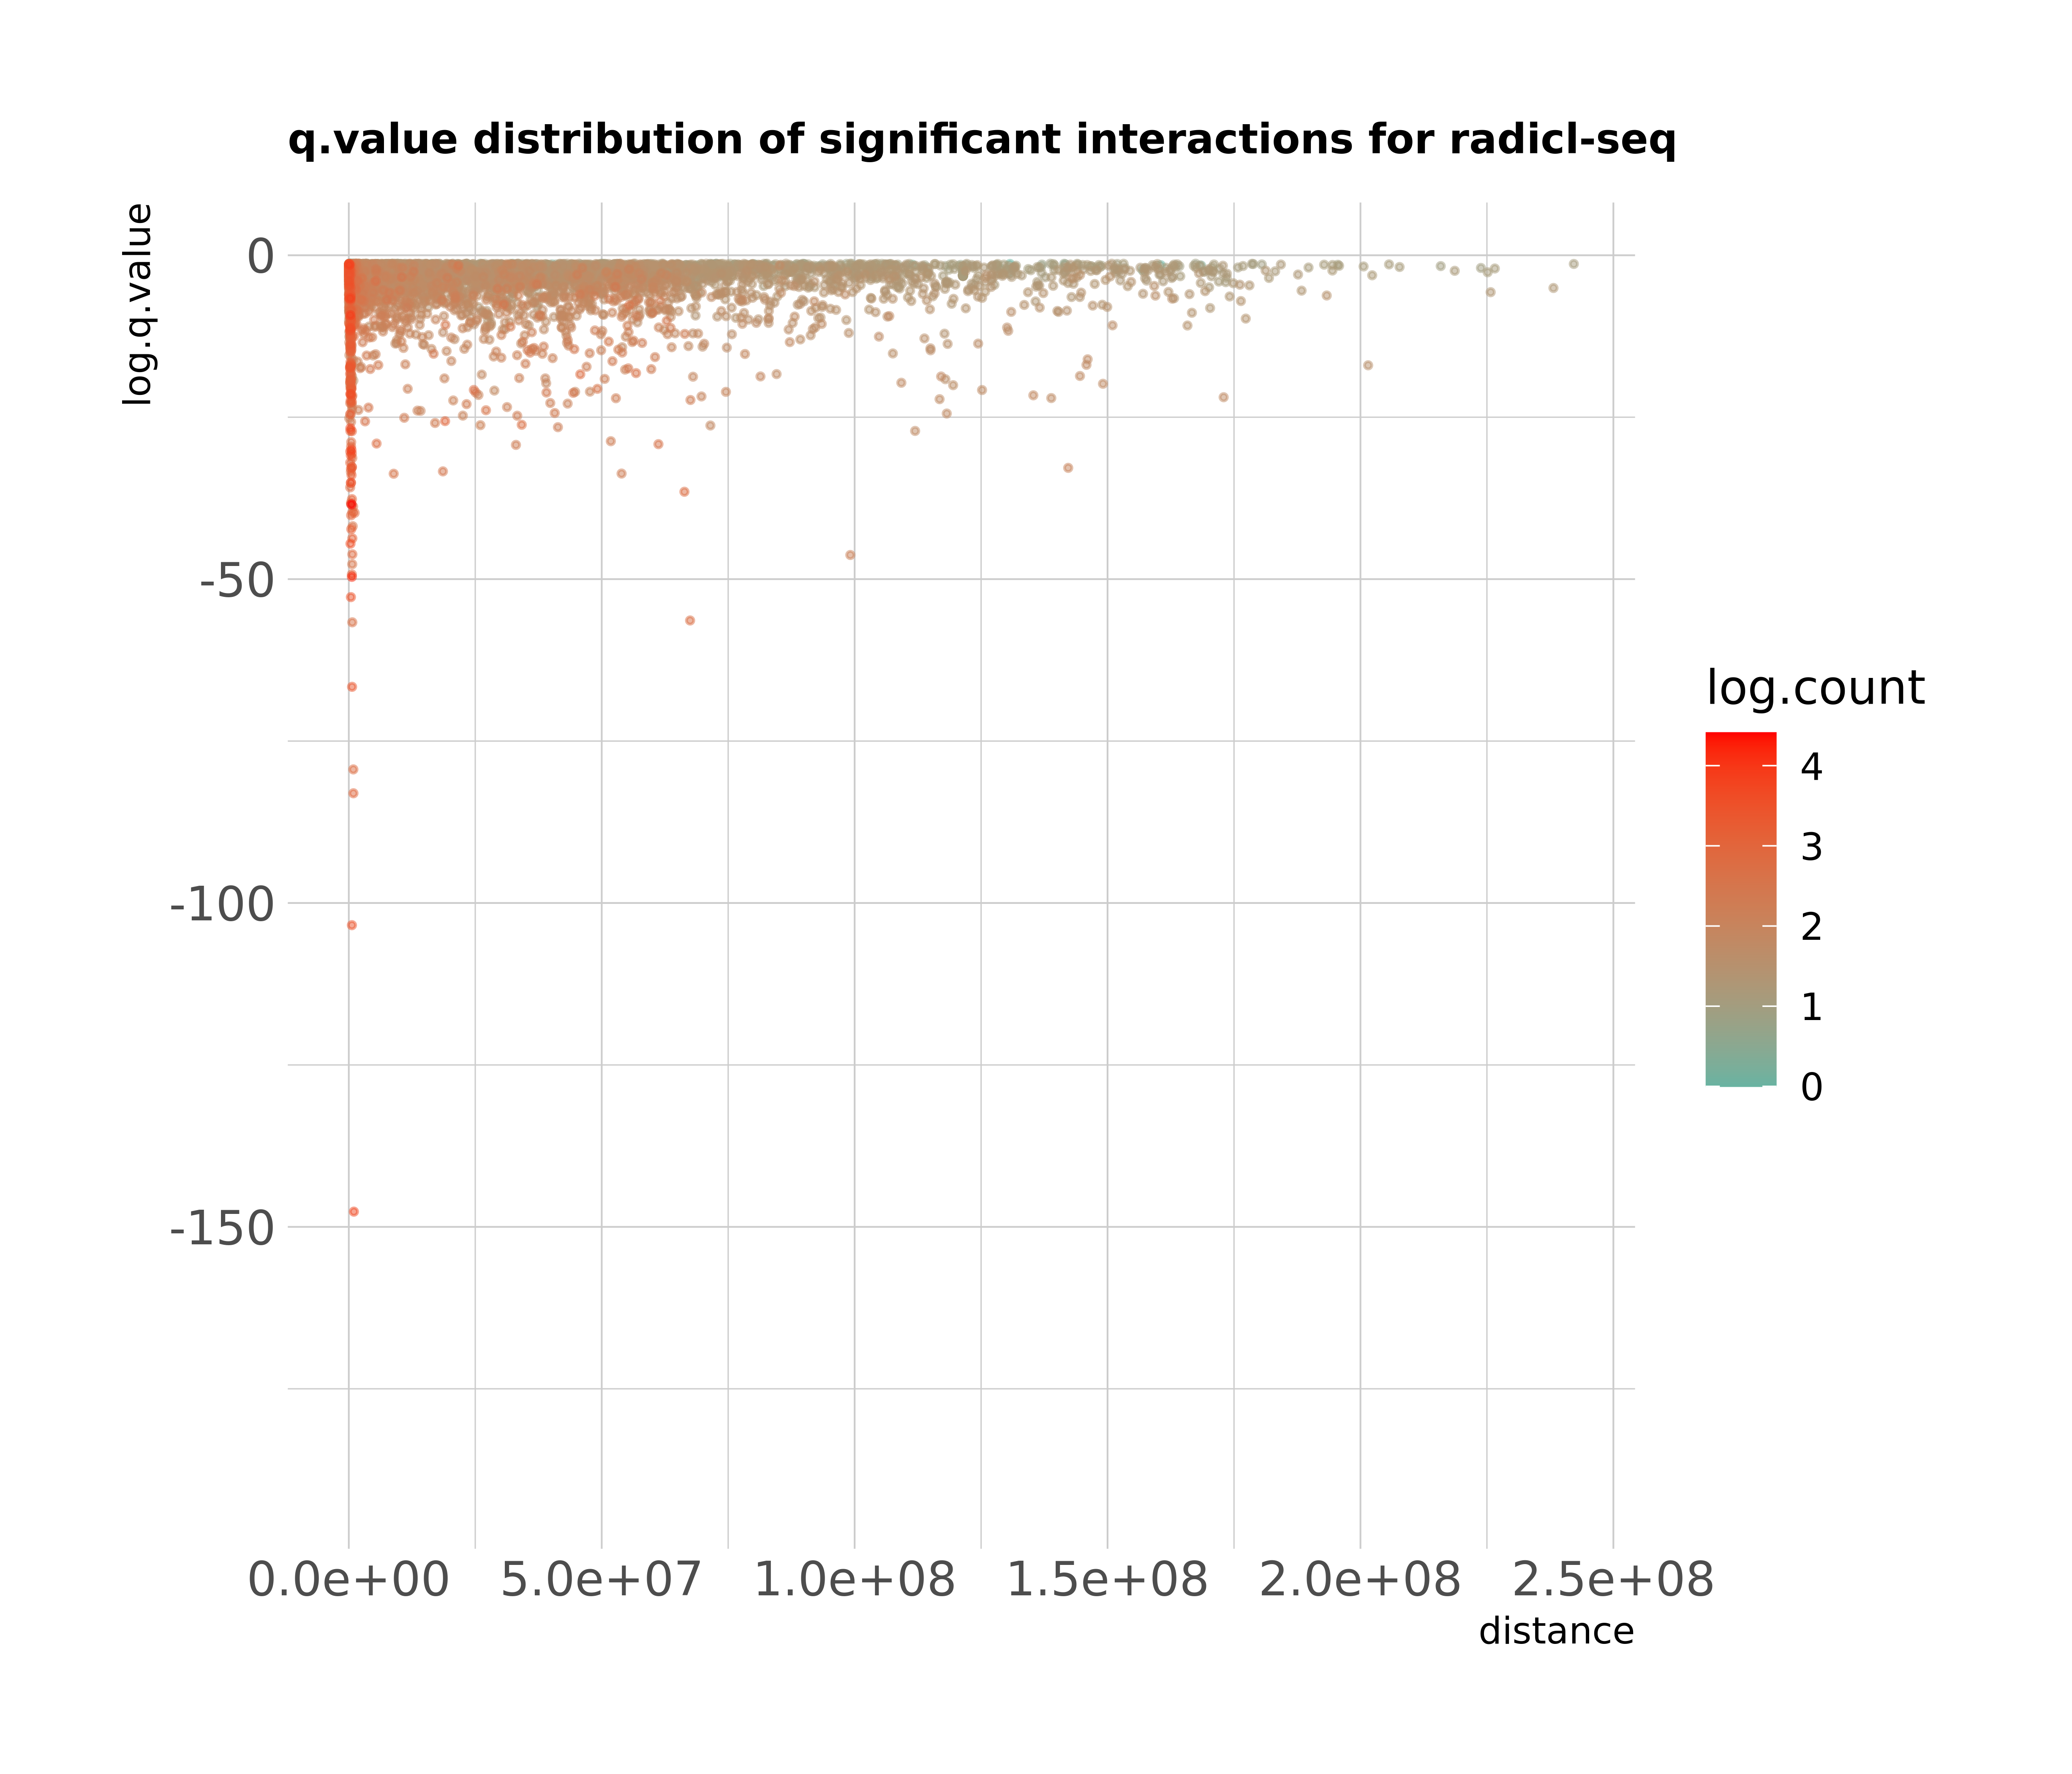 q.value distribution of significant interactions for radicl-seq
log.q.value
0
-50
-100
-150
0.0e+00 5.0e+07 1.0e+08 1.5e+08 2.0e+08 2.5e+08
distance
log.count
4
3
2
1
0